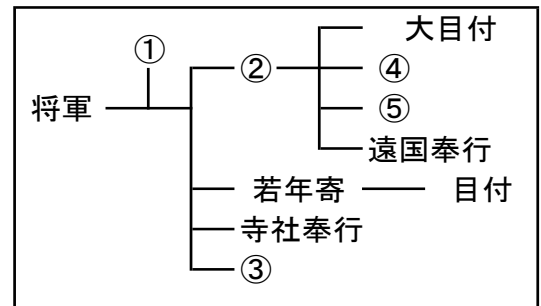 大目付
①
② ④
将軍 ⑤
遠国奉行
若年寄 目付
寺社奉行
③